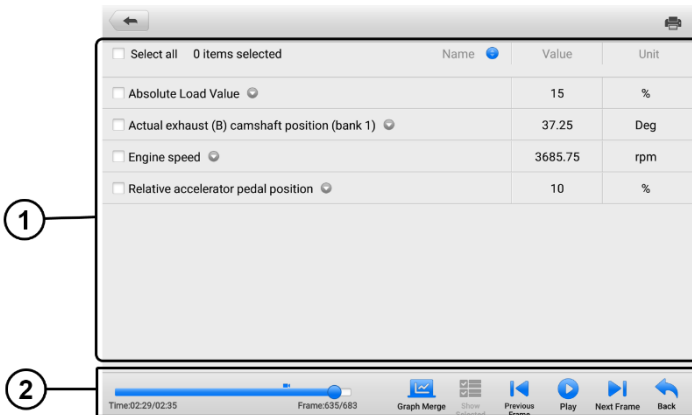 Select all 0 items selected Name Value Unit
Absolute Load Value 15 %
Actual exhaust (B) camshaft position (bank 1) 37.25 Deg
Engine speed 3685.75 rpm
Relative accelerator pedal position 10 %
1
2
Time:02:29/02:35 Frame:635/683 Graph Merge Show Selected Previous Frame Play Next Frame Back